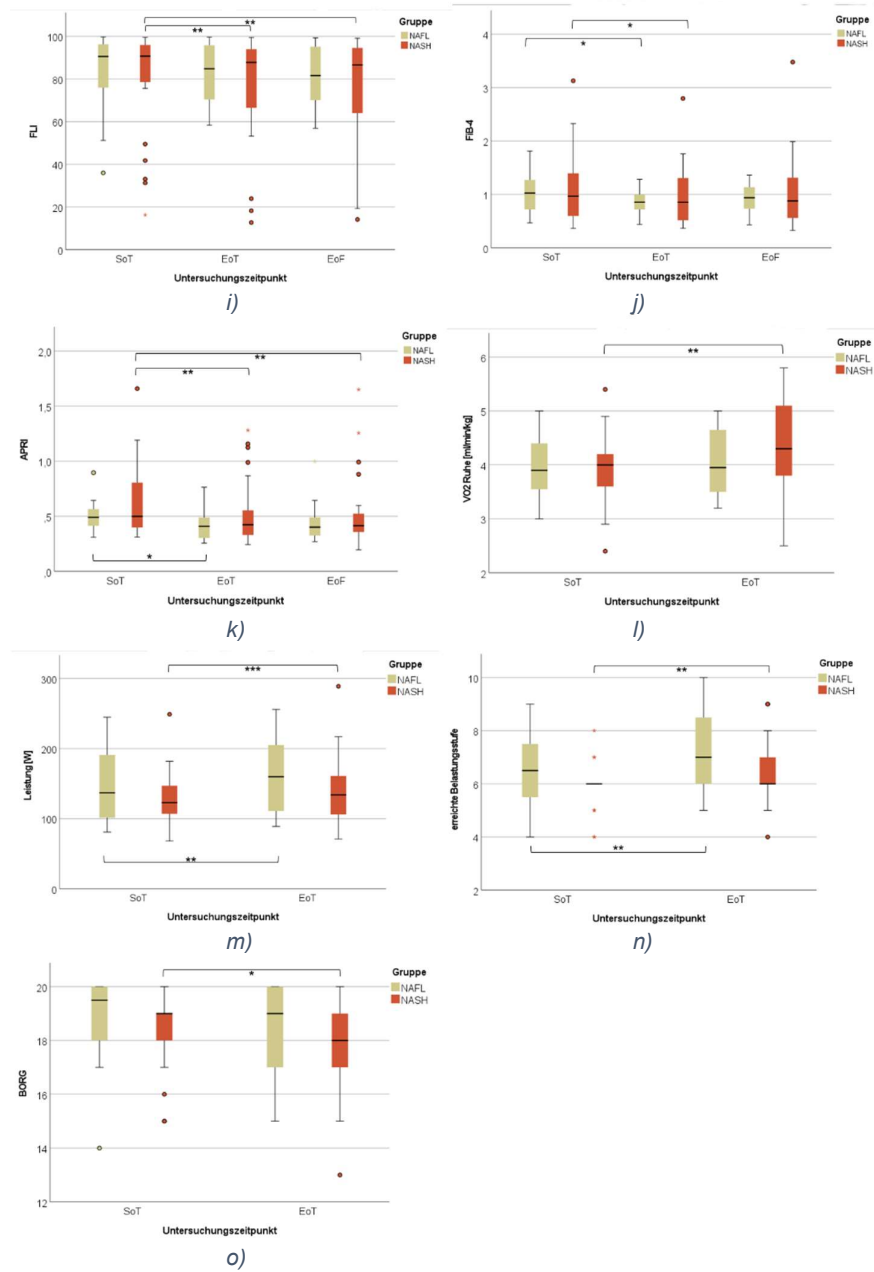 Gruppe
NAFL
NASH
**
**
100
80
60
40
20
0
FLI
SoT
EoT
EoF
Untersuchungszeitpunkt
i)
Gruppe
NAFL
NASH
*
*
4
3
2
1
0
FiB-4
SoT
EoT
EoF
Untersuchungszeitpunkt
j)
Gruppe
NAFL
NASH
**
**
*
2,0
1,5
1,0
,5
,0
APRI
SoT
EoT
EoF
Untersuchungszeitpunkt
k)
Gruppe
NAFL
NASH
**
6
5
4
3
2
VO2 Ruhe [ml/min/kg]
SoT
EoT
Untersuchungszeitpunkt
l)
Gruppe
NAFL
NASH
***
**
300
200
100
0
Leistung [W]
SoT
EoT
Untersuchungszeitpunkt
m)
Gruppe
NAFL
NASH
**
**
10
8
6
4
2
erreichte Belastungsstufe
SoT
EoT
Untersuchungszeitpunkt
n)
Gruppe
NAFL
NASH
*
20
18
16
14
12
BORG
SoT
EoT
Untersuchungszeitpunkt
o)